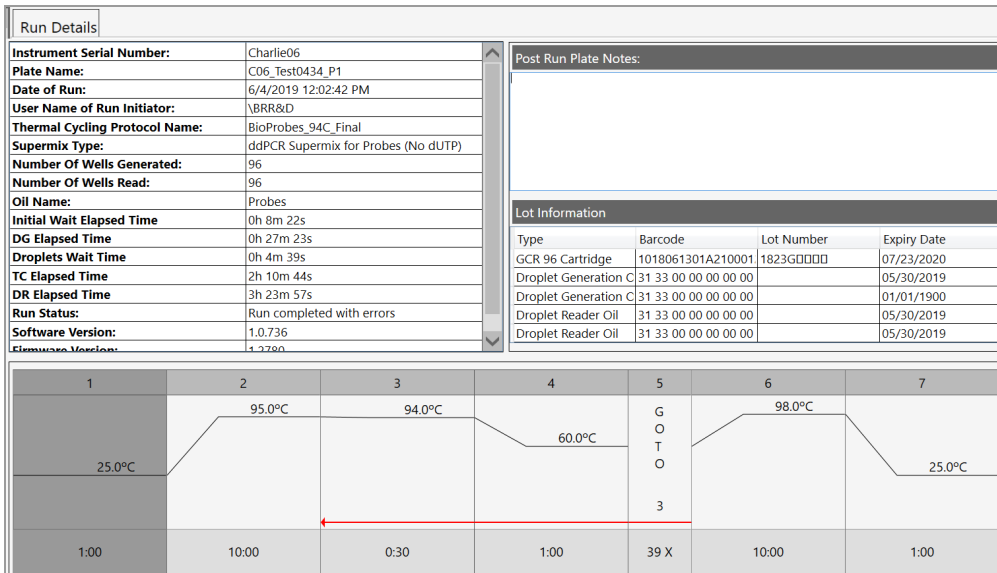 Run Details
Instrument Serial Number: Charlie06
Plate Name: C06_Test0434_P1
Date of Run: 6/4/2019 12:02:42 PM
User Name of Run Initiator: \BRR&D
Thermal Cycling Protocol Name: BioProbes_94C_Final
Supermix Type: ddPCR Supermix for Probes (No dUTP)
Number Of Wells Generated: 96
Number Of Wells Read: 96
Oil Name: Probes
Initial Wait Elapsed Time 0h 8m 22s
DG Elapsed Time 0h 27m 23s
Droplets Wait Time 0h 4m 39s
TC Elapsed Time 2h 10m 44s
DR Elapsed Time 3h 23m 57s
Run Status: Run completed with errors
Software Version: 1.0.736
Firmware Version: 1.2780
Post Run Plate Notes:
Lot Information
Type Barcode Lot Number Expiry Date
GCR 96 Cartridge 1018061301A210001. 1823G▯▯▯▯ 07/23/2020
Droplet Generation C 31 33 00 00 00 00 00 05/30/2019
Droplet Generation C 31 33 00 00 00 00 00 01/01/1900
Droplet Reader Oil 31 33 00 00 00 00 00 05/30/2019
Droplet Reader Oil 31 33 00 00 00 00 00 05/30/2019
1 2 3 4 5 6 7
25.0ºC 95.0ºC 94.0ºC 60.0ºC GOTO 3 98.0ºC 25.0ºC
1:00 10:00 0:30 1:00 39 X 10:00 1:00